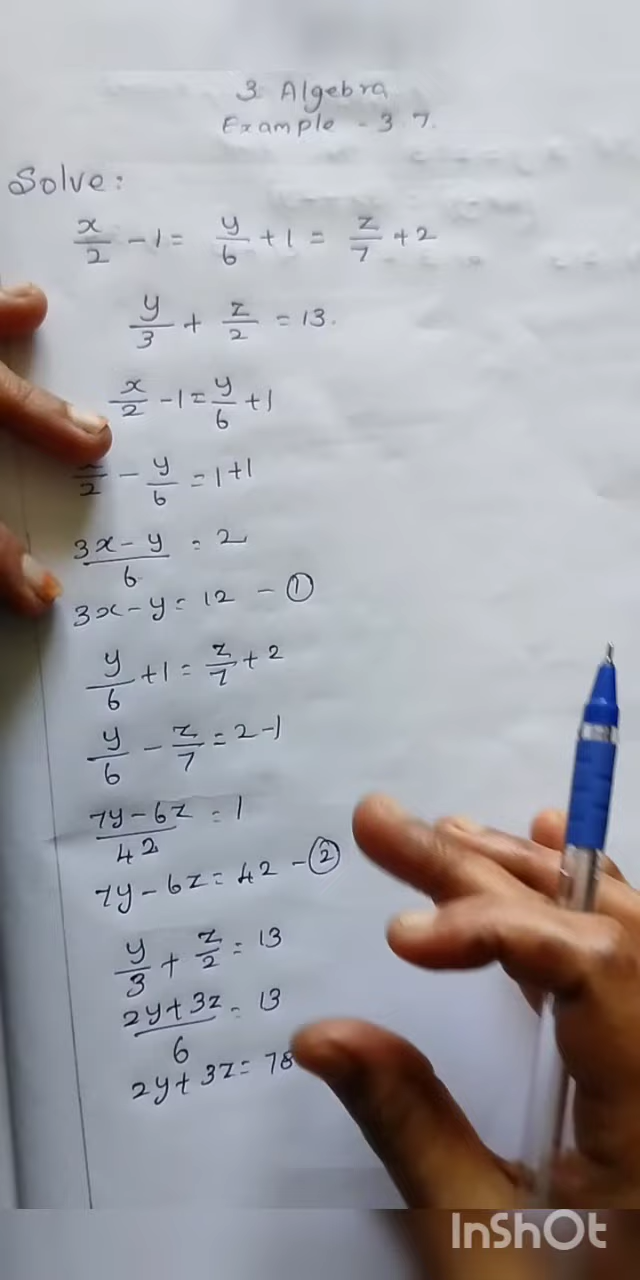 3 Algebra
Example - 3.7.
Solve:
x/2 - 1 = y/6 + 1 = z/7 + 2
y/3 + z/2 = 13.
x/2 - 1 = y/6 + 1
x/2 - y/6 = 1+1
3x-y/6 = 2
3x-y = 12 - ①
y/6 + 1 = z/7 + 2
y/6 - z/7 = 2-1
7y-6z/42 = 1
7y-6z = 42 - ②
y/3 + z/2 = 13
2y+3z/6 = 13
2y+3z = 78
InShOt